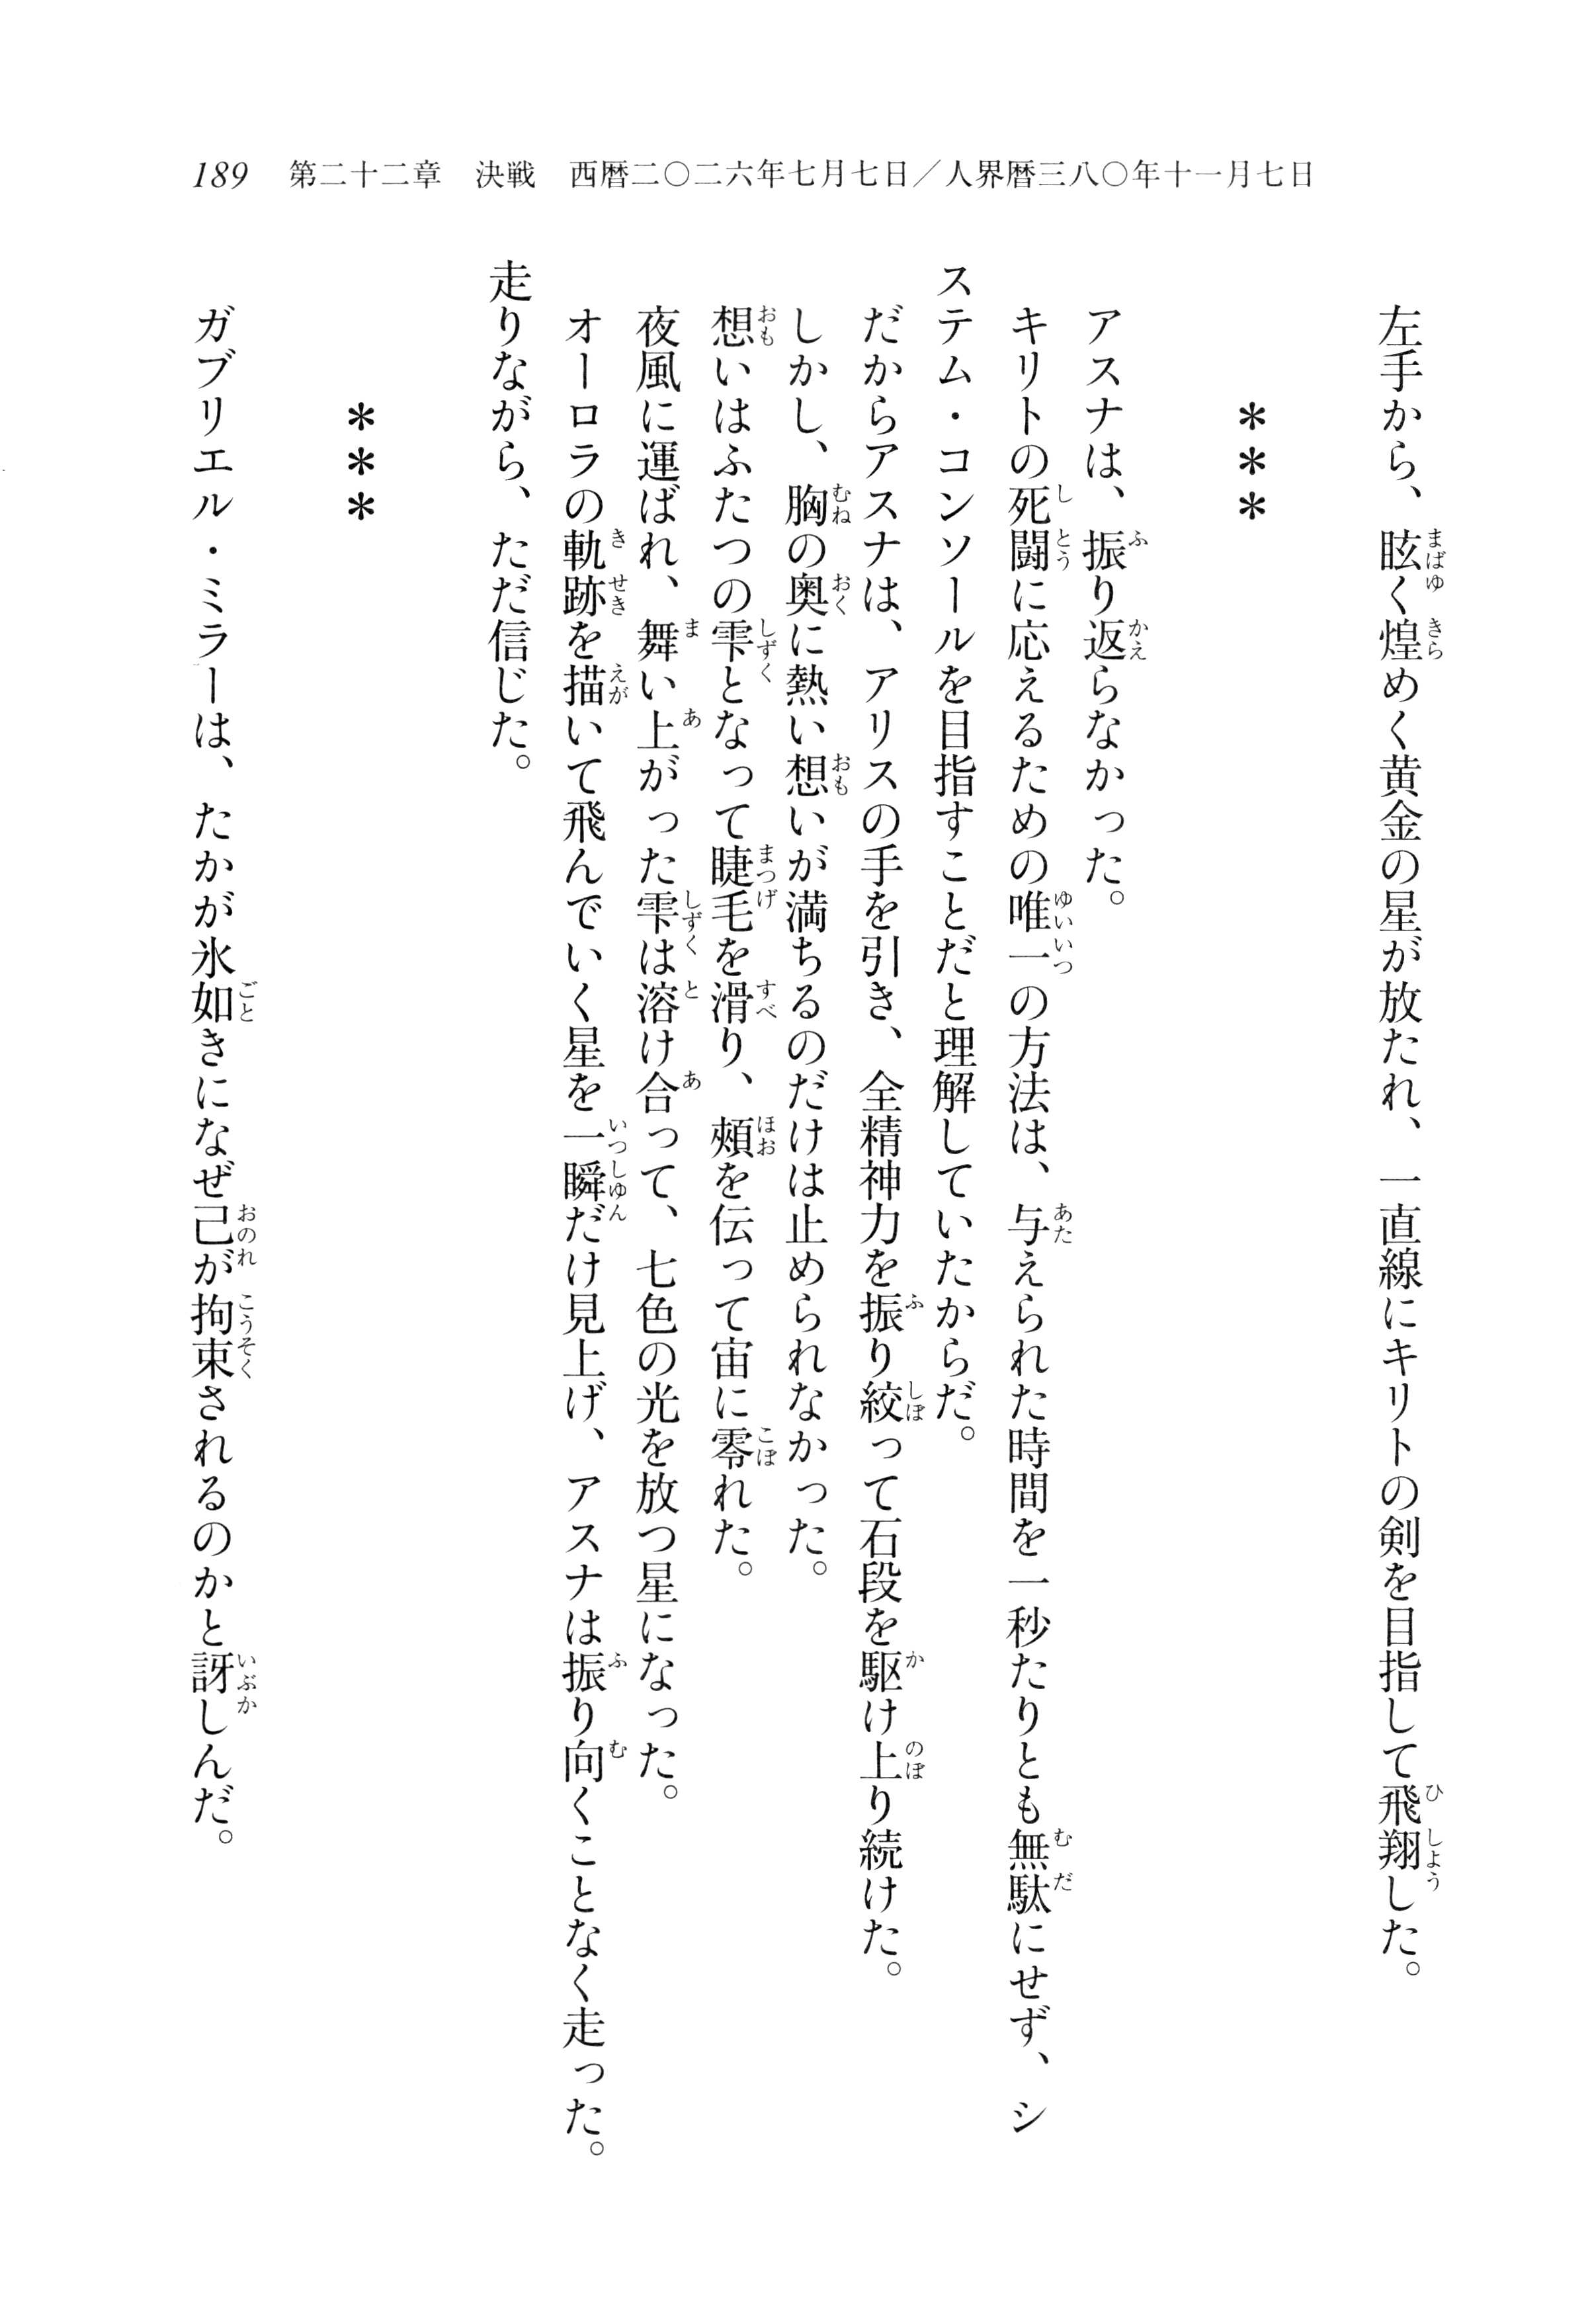 189 第二十二章 決戦 西暦二〇二六年七月七日／人界暦三八〇年十一月七日
左手から、眩く煌めく黄金の星が放たれ、一直線にキリトの剣を目指して飛翔した。
＊＊＊
アスナは、振り返らなかった。
キリトの死闘に応えるための唯一の方法は、与えられた時間を一秒たりとも無駄にせず、シ
ステム・コンソールを目指すことだと理解していたからだ。
だからアスナは、アリスの手を引き、全精神力を振り絞って石段を駆け上り続けた。
しかし、胸の奥に熱い想いが満ちるのだけは止められなかった。
想いはふたつの雫となって睫毛を滑り、頬を伝って宙に零れた。
夜風に運ばれ、舞い上がった雫は溶け合って、七色の光を放つ星になった。
オーロラの軌跡を描いて飛んでいく星を一瞬だけ見上げ、アスナは振り向くことなく走った。
走りながら、ただ信じた。
＊＊＊
ガブリエル・ミラーは、たかが氷如きになぜ己が拘束されるのかと訝しんだ。